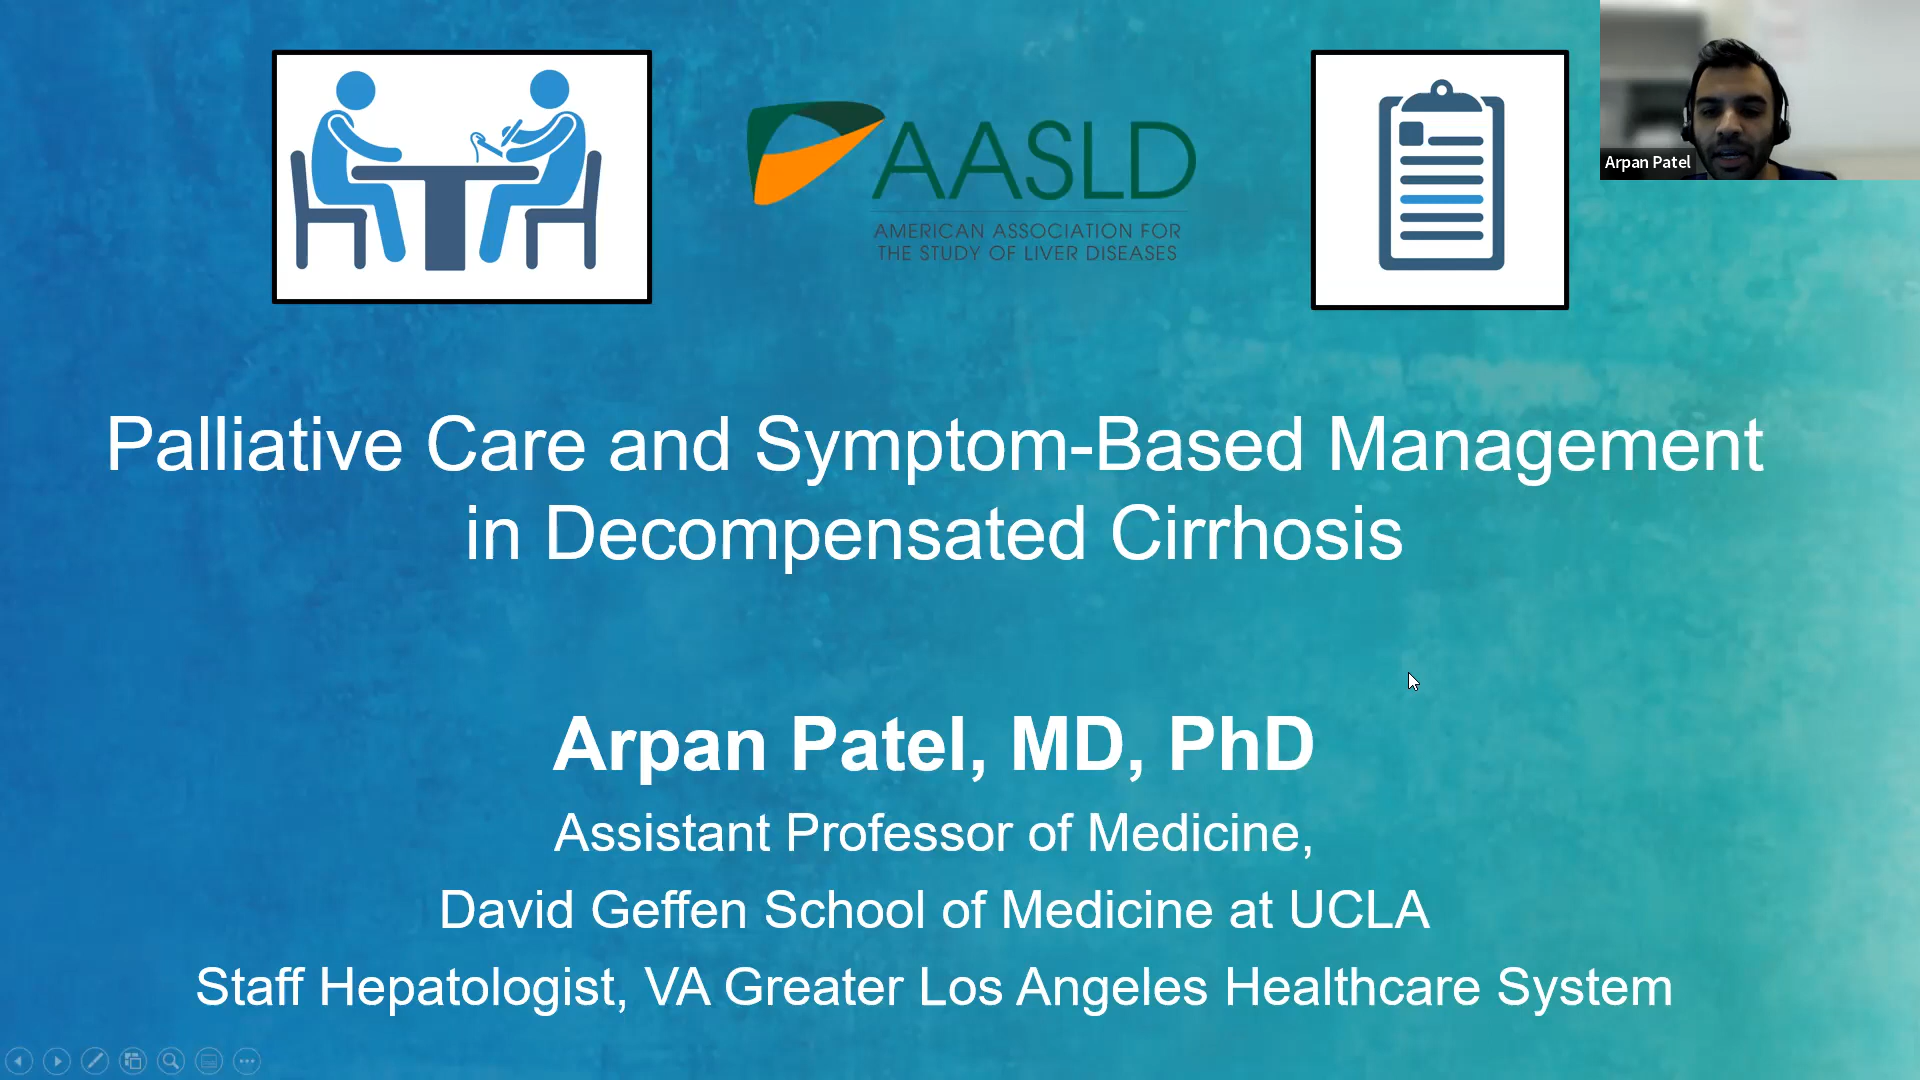 AASLD
AMERICAN ASSOCIATION FOR
THE STUDY OF LIVER DISEASES
Arpan Patel
Palliative Care and Symptom-Based Management
in Decompensated Cirrhosis
Arpan Patel, MD, PhD
Assistant Professor of Medicine,
David Geffen School of Medicine at UCLA
Staff Hepatologist, VA Greater Los Angeles Healthcare System